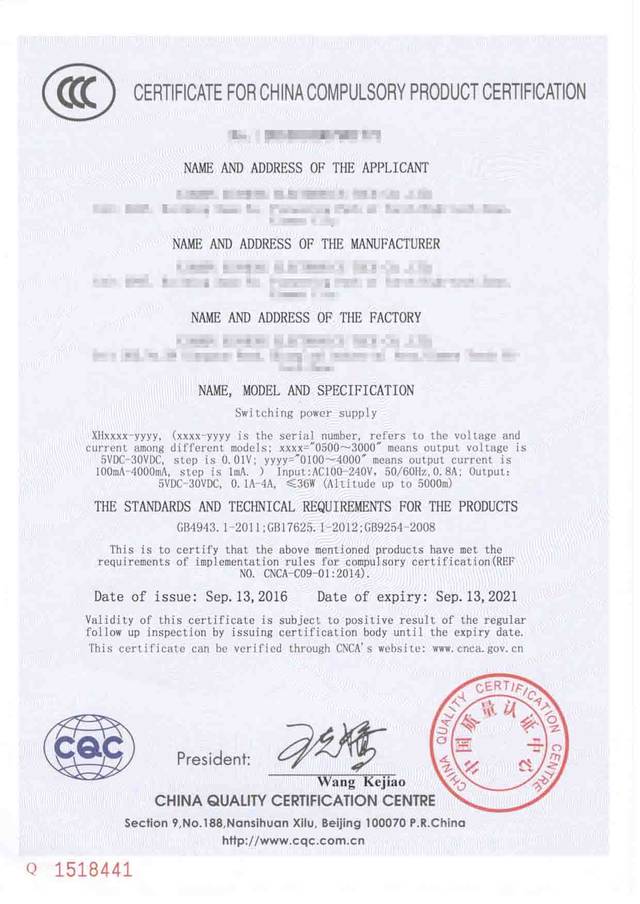 CCC
CERTIFICATE FOR CHINA COMPULSORY PRODUCT CERTIFICATION
NAME AND ADDRESS OF THE APPLICANT
NAME AND ADDRESS OF THE MANUFACTURER
NAME AND ADDRESS OF THE FACTORY
NAME, MODEL AND SPECIFICATION
Switching power supply
XHxxxx-yyyy, (xxxx-yyyy is the serial number, refers to the voltage and
current among different models; xxxx="0500~3000" means output voltage is
5VDC-30VDC, step is 0.01V; yyyy="0100~4000" means output current is
100mA-4000mA, step is 1mA. ) Input:AC100-240V, 50/60Hz, 0.8A; Output:
5VDC-30VDC, 0.1A-4A, ≤36W (Altitude up to 5000m)
THE STANDARDS AND TECHNICAL REQUIREMENTS FOR THE PRODUCTS
GB4943.1-2011;GB17625.1-2012;GB9254-2008
This is to certify that the above mentioned products have met the
requirements of implementation rules for compulsory certification(REF
NO. CNCA-C09-01:2014).
Date of issue: Sep.13,2016 Date of expiry: Sep.13,2021
Validity of this certificate is subject to positive result of the regular
follow up inspection by issuing certification body until the expiry date.
This certificate can be verified through CNCA's website: www.cnca.gov.cn
CQC
President:
Wang Kejiao
CHINA QUALITY CERTIFICATION CENTRE
中国质量认证中心
CHINA QUALITY CERTIFICATION CENTRE
Section 9,No.188,Nansihuan Xilu, Beijing 100070 P.R.China
http://www.cqc.com.cn
Q 1518441